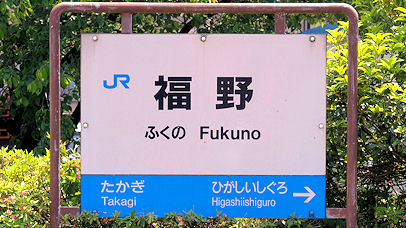 JR 福野
ふくの Fukuno
たかぎ ひがしいしぐろ →
Takagi Higashiishiguro